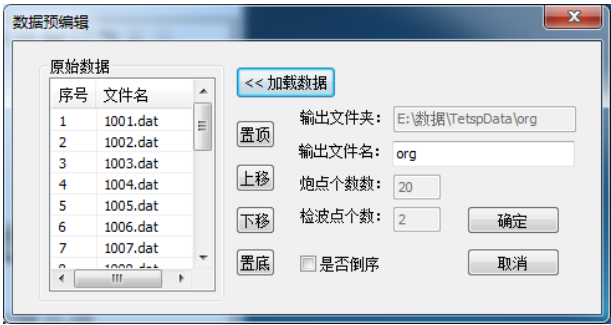 数据预编辑
原始数据
序号 文件名
1 1001.dat
2 1002.dat
3 1003.dat
4 1004.dat
5 1005.dat
6 1006.dat
7 1007.dat
<< 加载数据
置顶
上移
下移
置底
输出文件夹： E:\数据\TetspData\org
输出文件名： org
炮点个数数： 20
检波点个数： 2
是否倒序
确定
取消